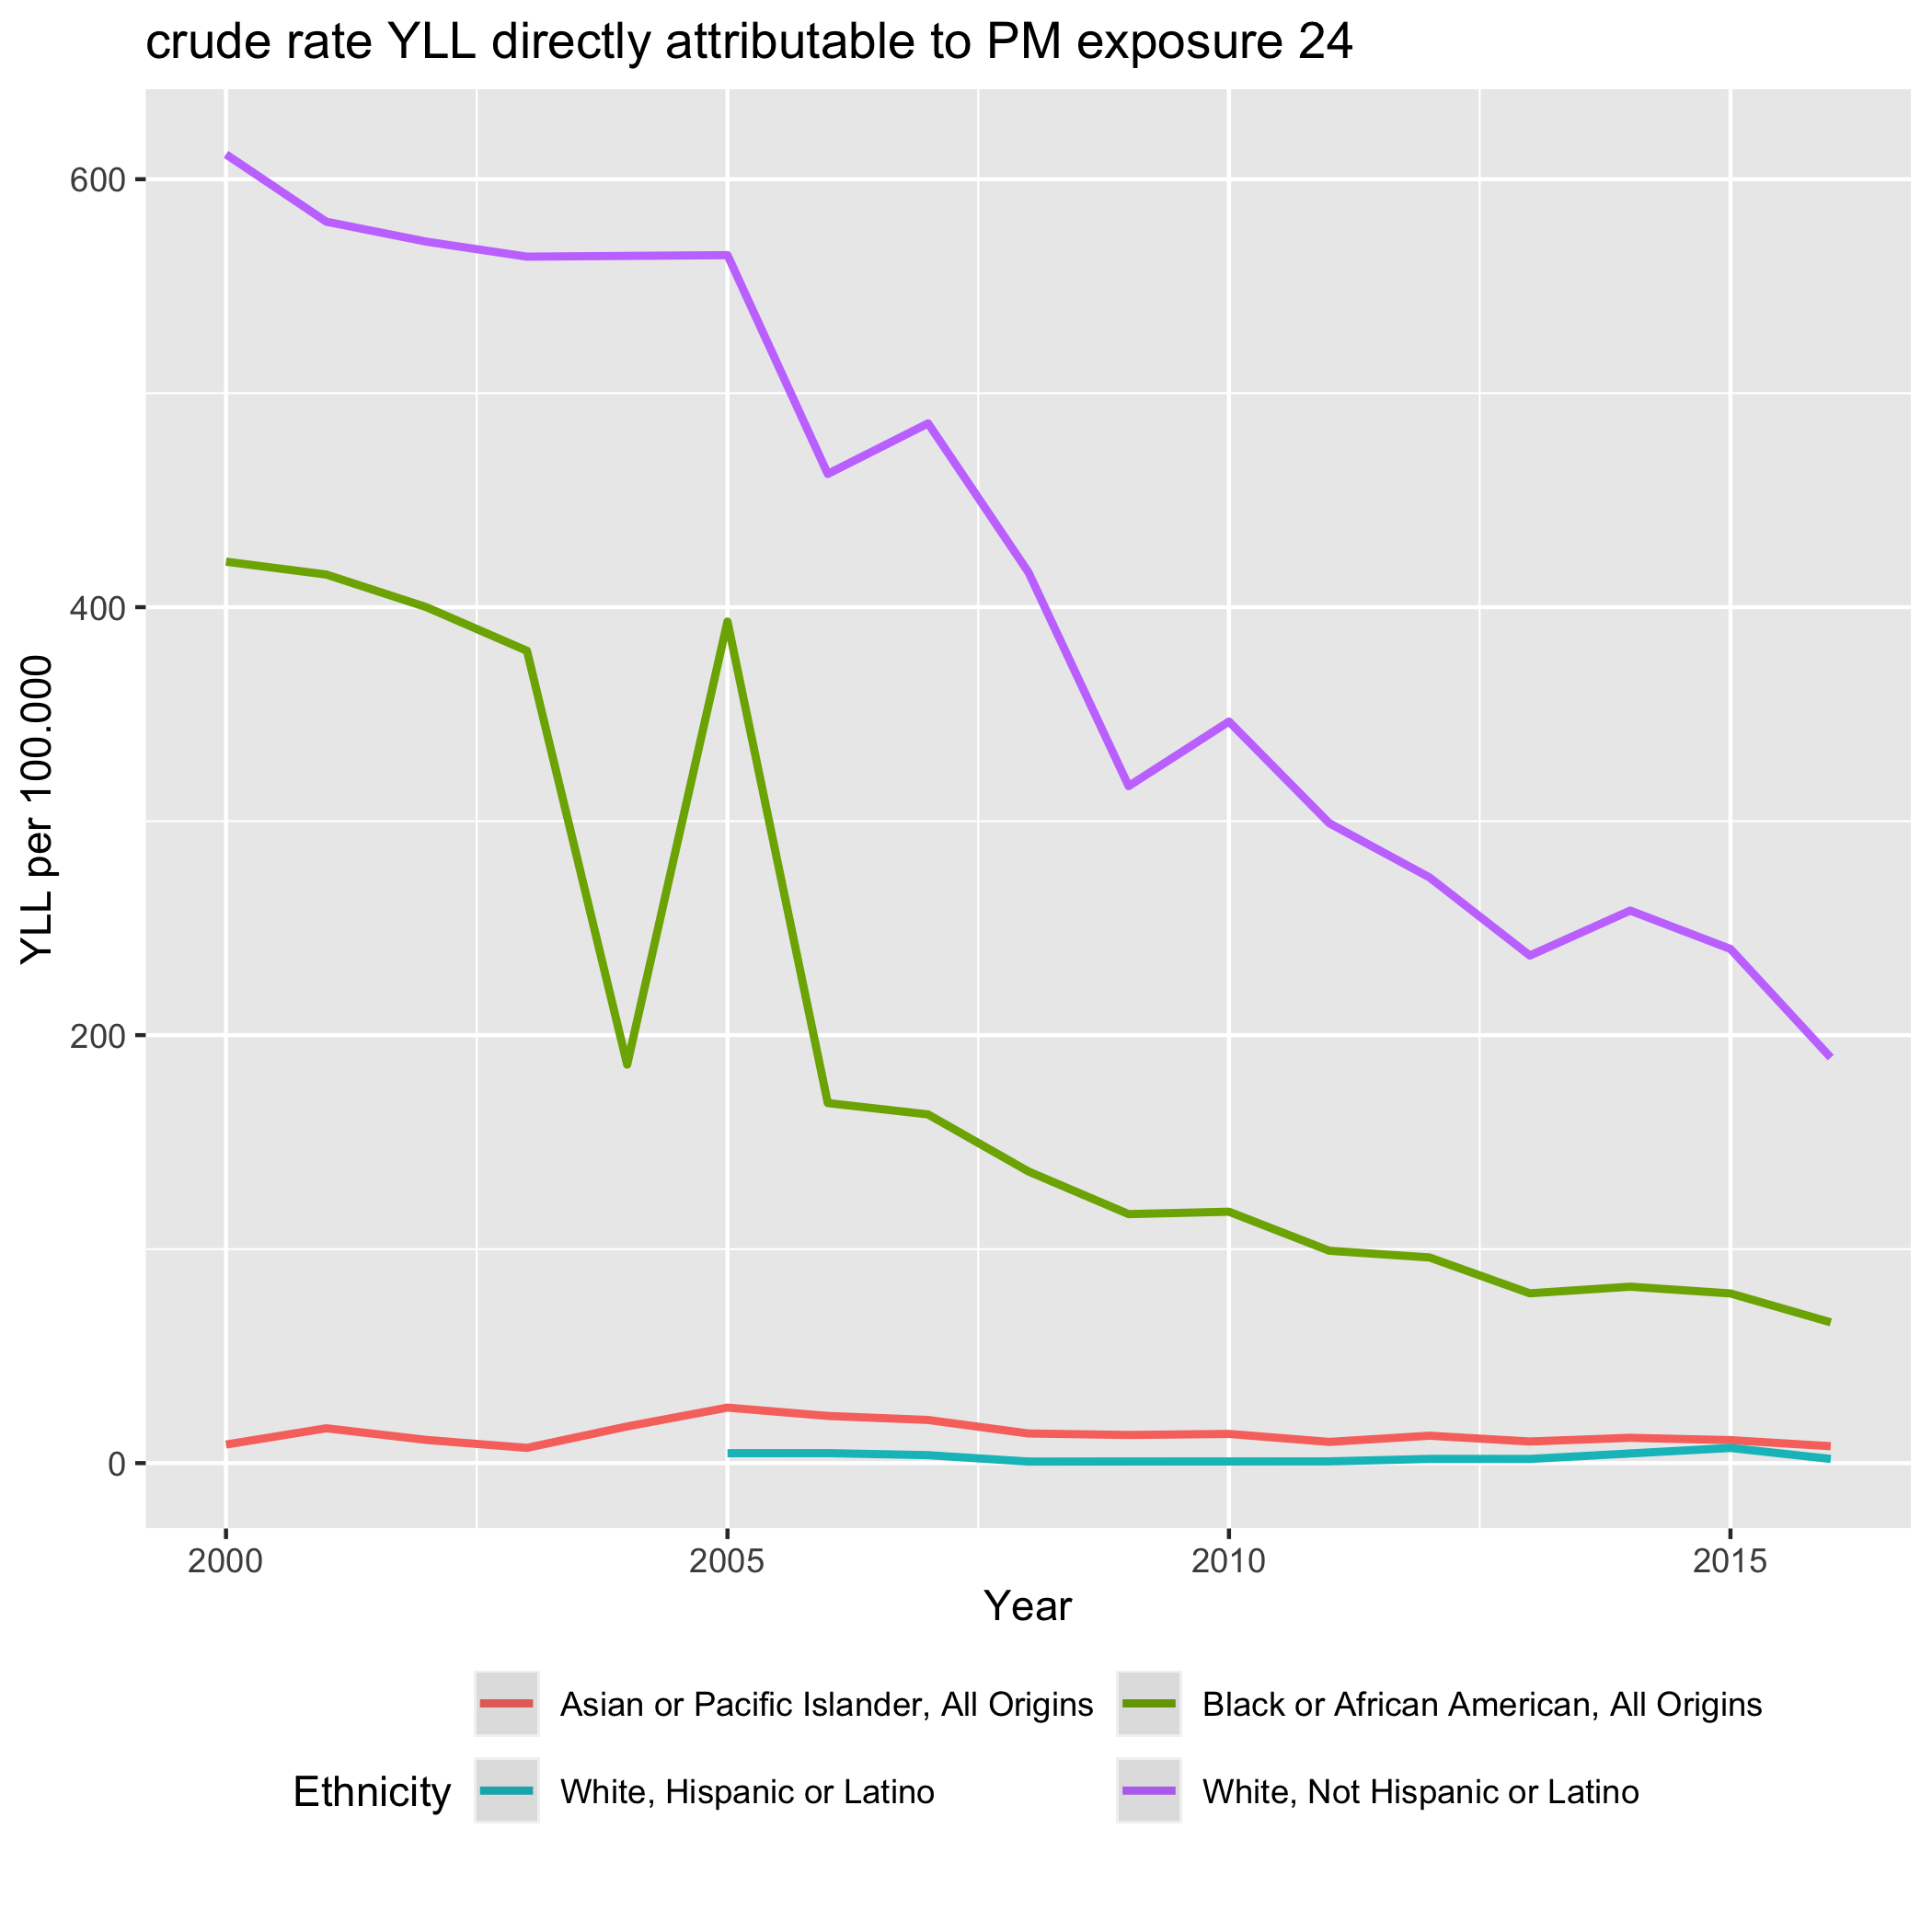 crude rate YLL directly attributable to PM exposure 24
YLL per 100.000
600
400
200
0
2000 2005 2010 2015
Year
Ethnicity
Asian or Pacific Islander, All Origins
Black or African American, All Origins
White, Hispanic or Latino
White, Not Hispanic or Latino